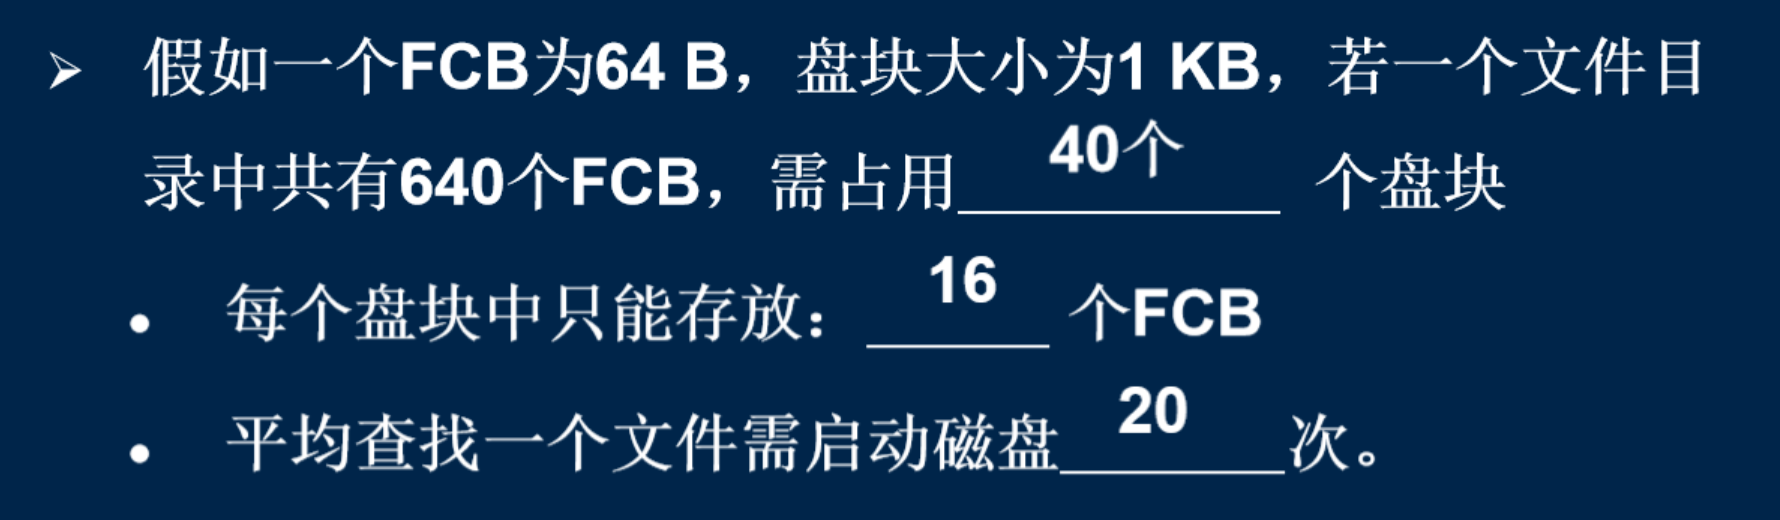 ➢ 假如一个FCB为64 B，盘块大小为1 KB，若一个文件目
录中共有640个FCB，需占用 40个 个盘块
• 每个盘块中只能存放： 16 个FCB
• 平均查找一个文件需启动磁盘 20 次。